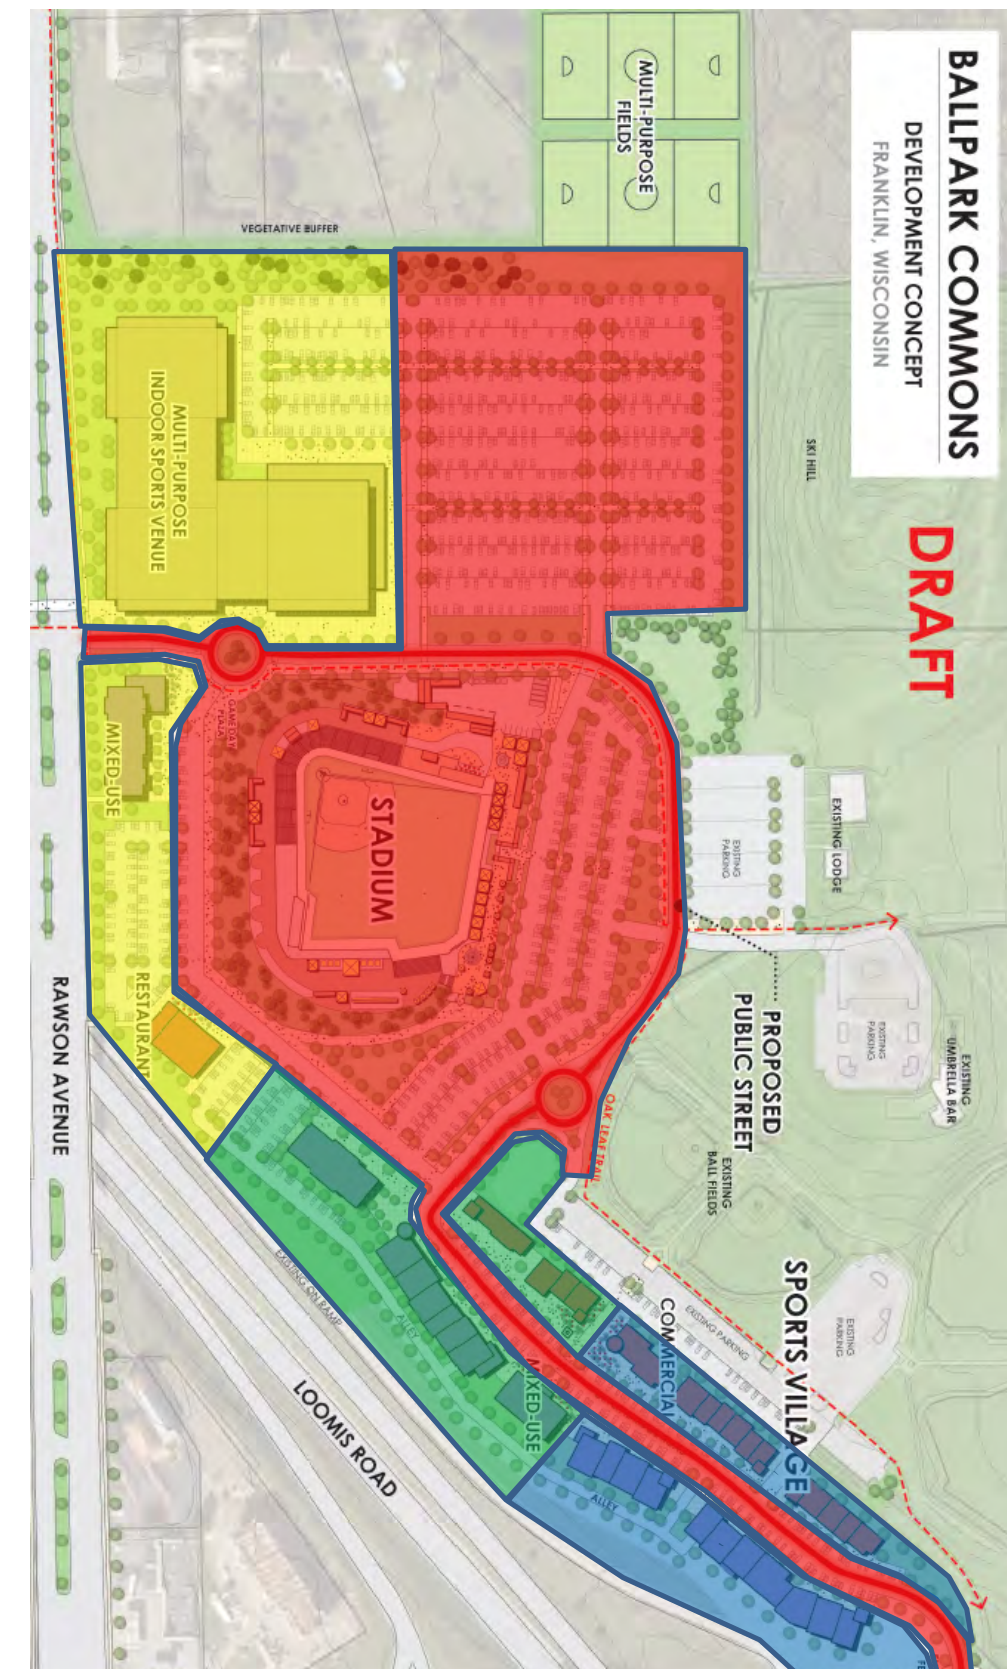 BALLPARK COMMONS
DEVELOPMENT CONCEPT
FRANKLIN, WISCONSIN
DRAFT
MULTI-PURPOSE
FIELDS
VEGETATIVE BUFFER
SKI HILL
MULTI-PURPOSE
INDOOR SPORTS VENUE
MIXED-USE
GAME DAY
PLAZA
STADIUM
EXISTING LODGE
EXISTING
PARKING
EXISTING
PARKING
EXISTING
UMBRELLA BAR
PROPOSED
PUBLIC STREET
RESTAURANT
RAWSON AVENUE
OAK LEAF TRAIL
EXISTING
BALL FIELDS
SPORTS VILLAGE
EXISTING
PARKING
EXISTING PARKING
COMMERCIAL
EXISTING ON RAMP
ALLEY
MIXED-USE
LOOMIS ROAD
ALLEY